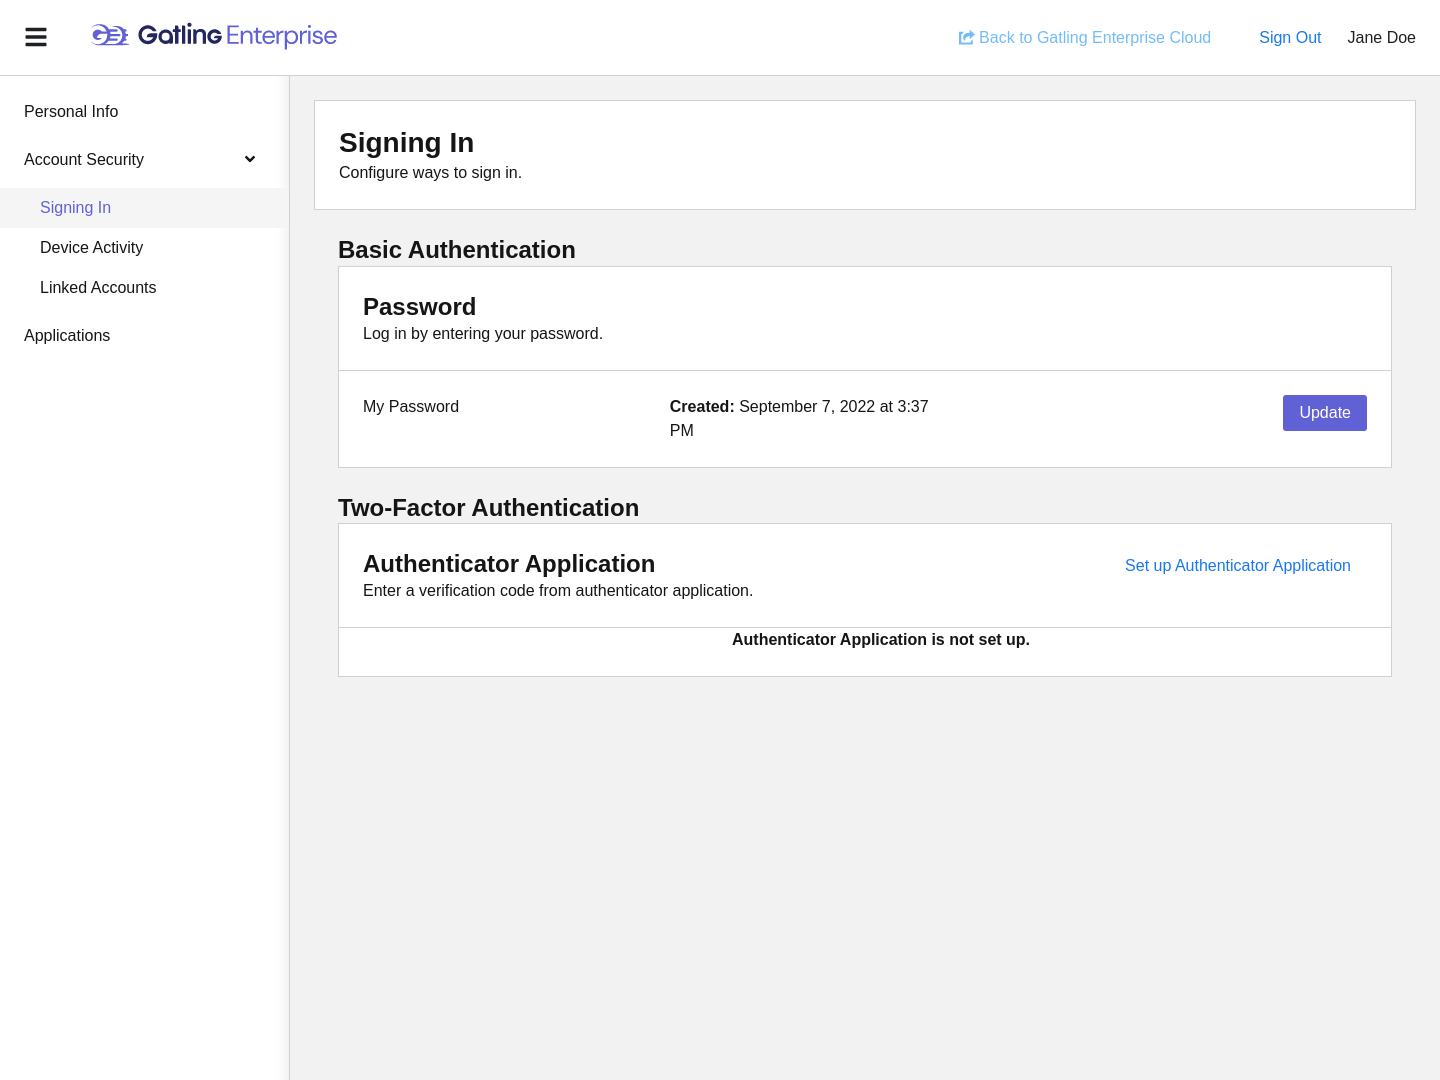 Gatling Enterprise
Back to Gatling Enterprise Cloud
Sign Out
Jane Doe
Personal Info
Account Security
Signing In
Device Activity
Linked Accounts
Applications
Signing In
Configure ways to sign in.
Basic Authentication
Password
Log in by entering your password.
My Password
Created: September 7, 2022 at 3:37
PM
Update
Two-Factor Authentication
Authenticator Application
Set up Authenticator Application
Enter a verification code from authenticator application.
Authenticator Application is not set up.